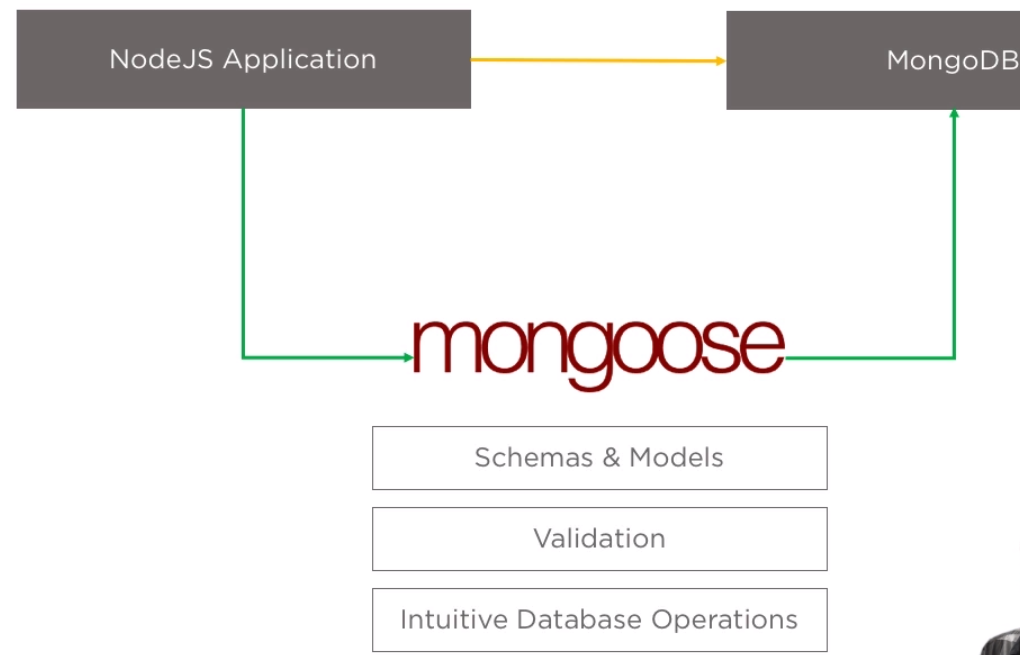 NodeJS Application
MongoDB
mongoose
Schemas & Models
Validation
Intuitive Database Operations